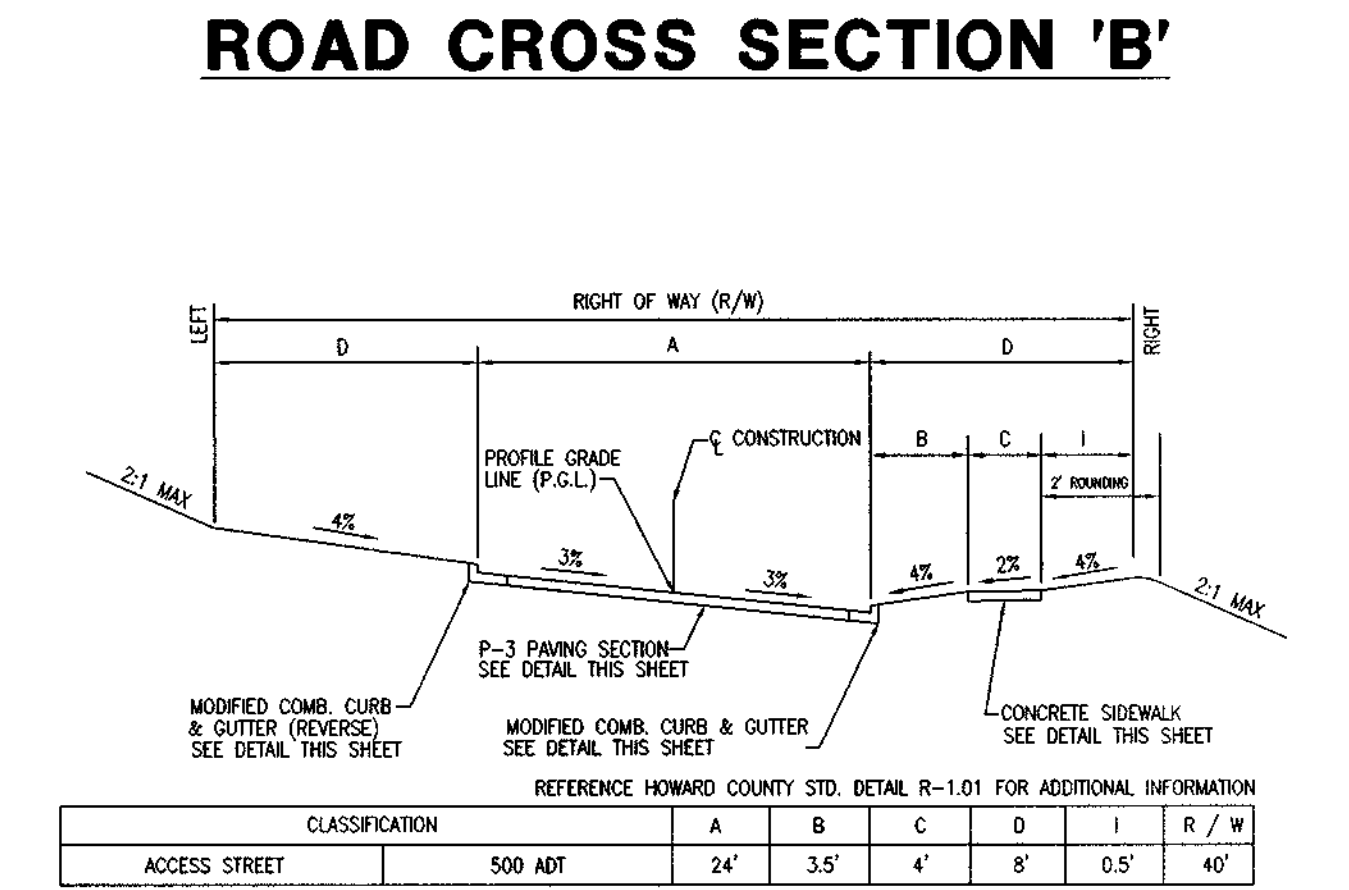 ROAD CROSS SECTION 'B'
RIGHT OF WAY (R/W)
LEFT
RIGHT
D
A
D
℄ CONSTRUCTION
B
C
I
PROFILE GRADE
LINE (P.G.L.)
2' ROUNDING
2:1 MAX
4%
3%
3%
4%
2%
4%
2:1 MAX
P-3 PAVING SECTION
SEE DETAIL THIS SHEET
MODIFIED COMB. CURB
& GUTTER (REVERSE)
SEE DETAIL THIS SHEET
MODIFIED COMB. CURB & GUTTER
SEE DETAIL THIS SHEET
CONCRETE SIDEWALK
SEE DETAIL THIS SHEET
REFERENCE HOWARD COUNTY STD. DETAIL R-1.01 FOR ADDITIONAL INFORMATION
CLASSIFICATION A B C D I R / W
ACCESS STREET 500 ADT 24' 3.5' 4' 8' 0.5' 40'